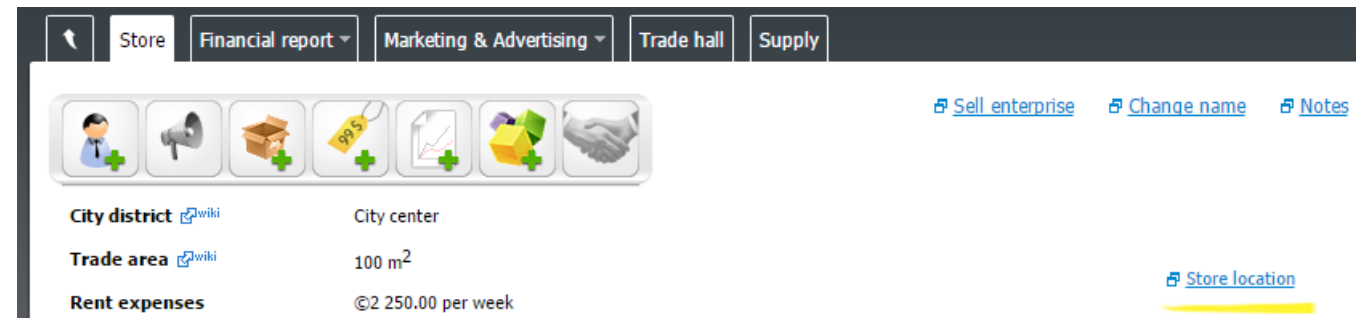 Store Financial report Marketing & Advertising Trade hall Supply
99$
Sell enterprise Change name Notes
City district wiki City center
Trade area wiki 100 m2
Store location
Rent expenses ©2 250.00 per week